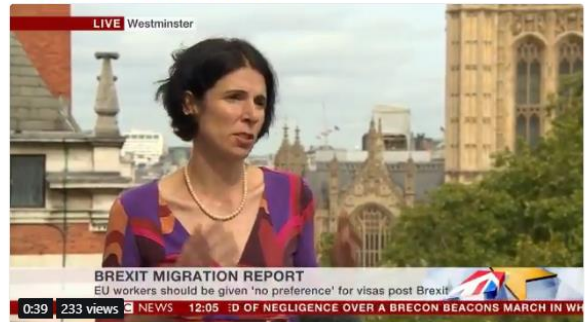 LIVE Westminster
BREXIT MIGRATION REPORT
EU workers should be given 'no preference' for visas post Brexit
0:39 233 views C NEWS 12:05 ED OF NEGLIGENCE OVER A BRECON BEACONS MARCH IN WH